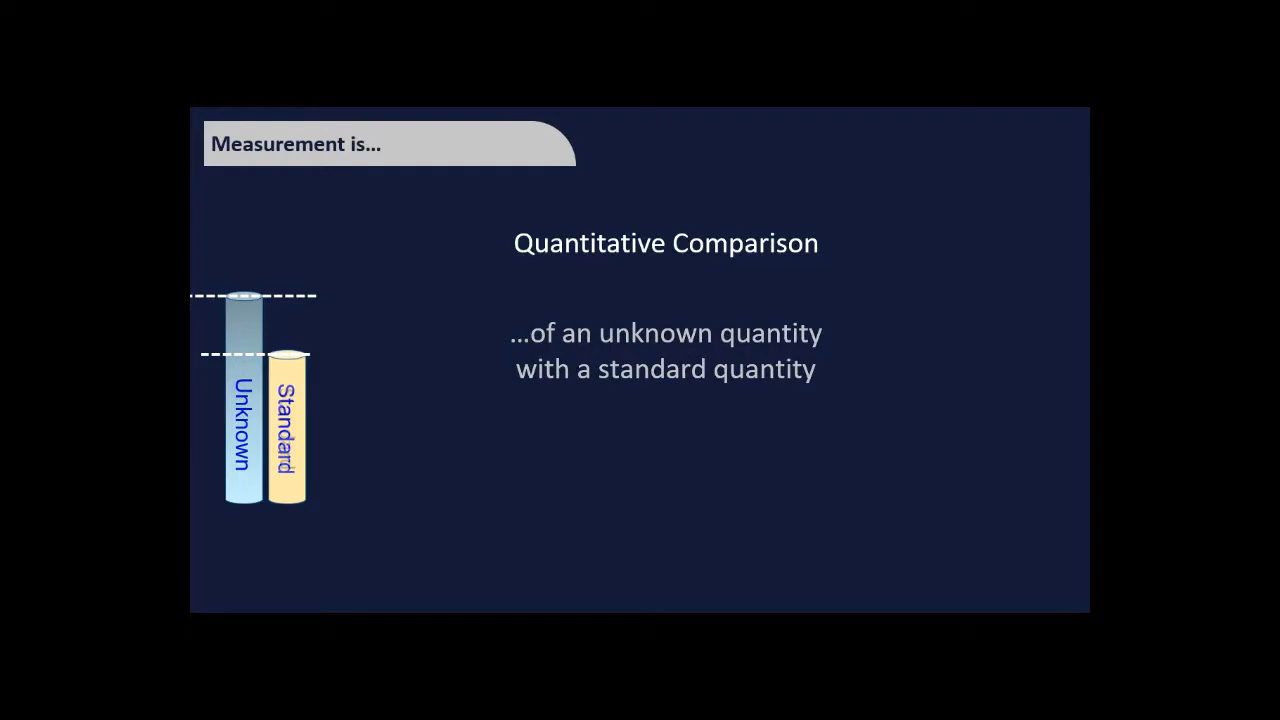 Measurement is...
Quantitative Comparison
...of an unknown quantity
with a standard quantity
Unknown
Standard